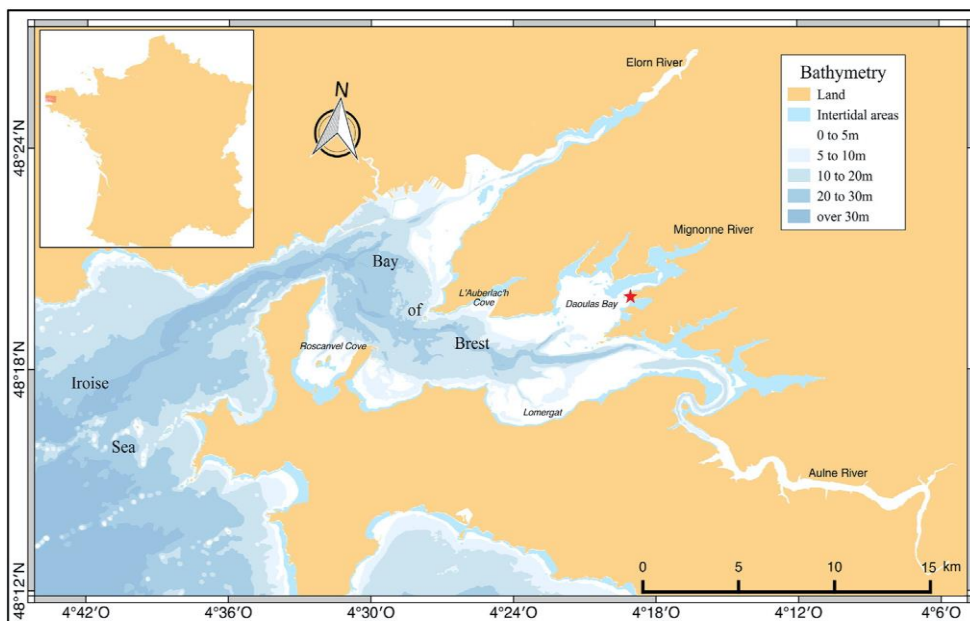 N
Elorn River
Bathymetry
Land
Intertidal areas
0 to 5m
5 to 10m
10 to 20m
20 to 30m
over 30m
Mignonne River
Bay
of
Brest
L'Auberlac'h
Cove
Daoulas Bay
Roscanvel Cove
Iroise
Sea
Lomergat
Aulne River
0 5 10 15 km
48°24'N
48°18'N
48°12'N
4°42'O 4°36'O 4°30'O 4°24'O 4°18'O 4°12'O 4°6'O